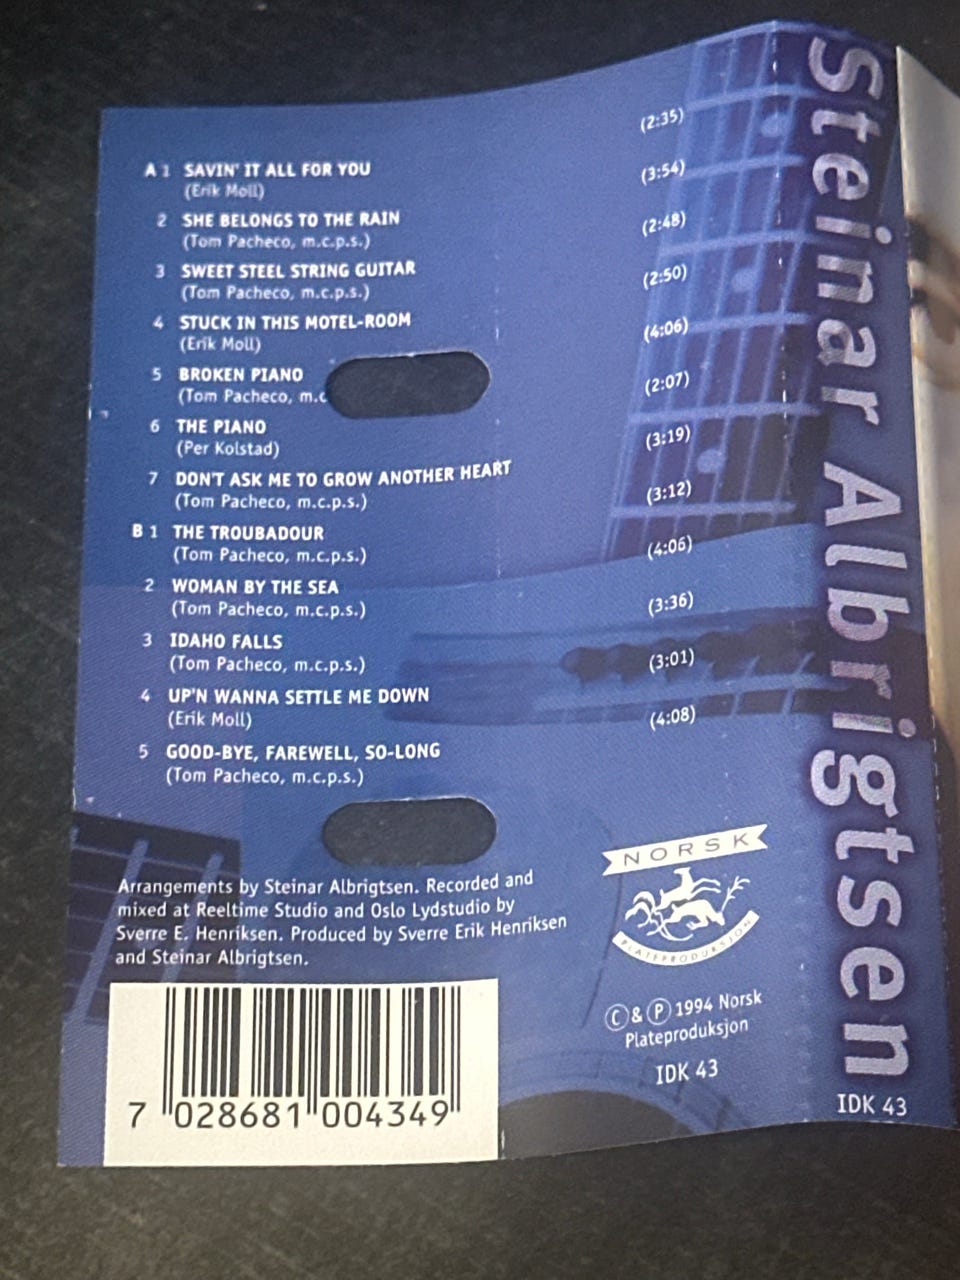 A 1 SAVIN' IT ALL FOR YOU (2:35)
(Erik Moll)
2 SHE BELONGS TO THE RAIN (3:54)
(Tom Pacheco, m.c.p.s.)
3 SWEET STEEL STRING GUITAR (2:48)
(Tom Pacheco, m.c.p.s.)
4 STUCK IN THIS MOTEL-ROOM (2:50)
(Erik Moll)
5 BROKEN PIANO (4:06)
(Tom Pacheco, m.c
6 THE PIANO (2:07)
(Per Kolstad)
7 DON'T ASK ME TO GROW ANOTHER HEART (3:19)
(Tom Pacheco, m.c.p.s.)
B 1 THE TROUBADOUR (3:12)
(Tom Pacheco, m.c.p.s.)
2 WOMAN BY THE SEA (4:06)
(Tom Pacheco, m.c.p.s.)
3 IDAHO FALLS (3:36)
(Tom Pacheco, m.c.p.s.)
4 UP'N WANNA SETTLE ME DOWN (3:01)
(Erik Moll)
5 GOOD-BYE, FAREWELL, SO-LONG (4:08)
(Tom Pacheco, m.c.p.s.)
Arrangements by Steinar Albrigtsen. Recorded and
mixed at Reeltime Studio and Oslo Lydstudio by
Sverre E. Henriksen. Produced by Sverre Erik Henriksen
and Steinar Albrigtsen.
7 028681 004349
NORSK
PLATEPRODUKSJON
Ⓒ & Ⓟ 1994 Norsk
Plateproduksjon
IDK 43
Steinar Albrigtsen
IDK 43